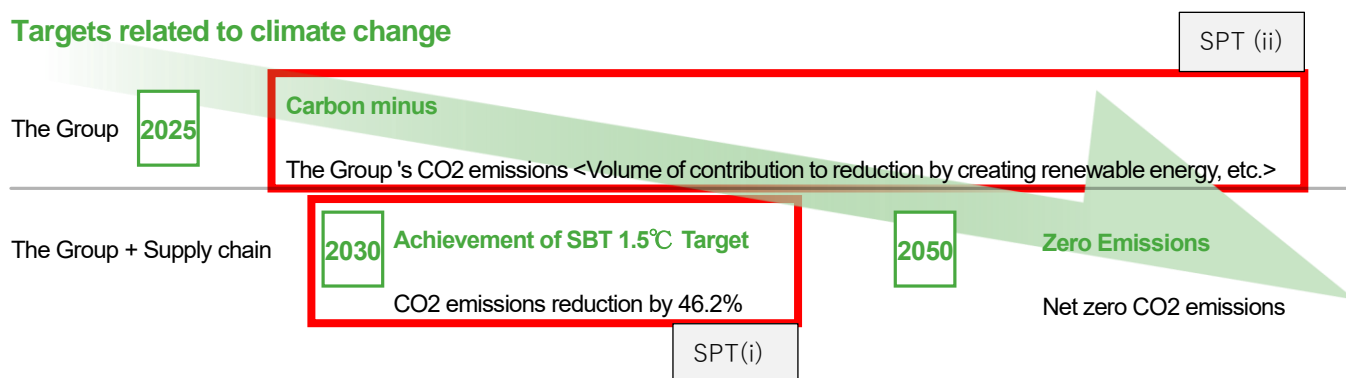 Targets related to climate change
SPT (ii)
The Group
2025
Carbon minus
The Group 's CO2 emissions <Volume of contribution to reduction by creating renewable energy, etc.>
The Group + Supply chain
2030
Achievement of SBT 1.5℃ Target
CO2 emissions reduction by 46.2%
2050
Zero Emissions
Net zero CO2 emissions
SPT(i)